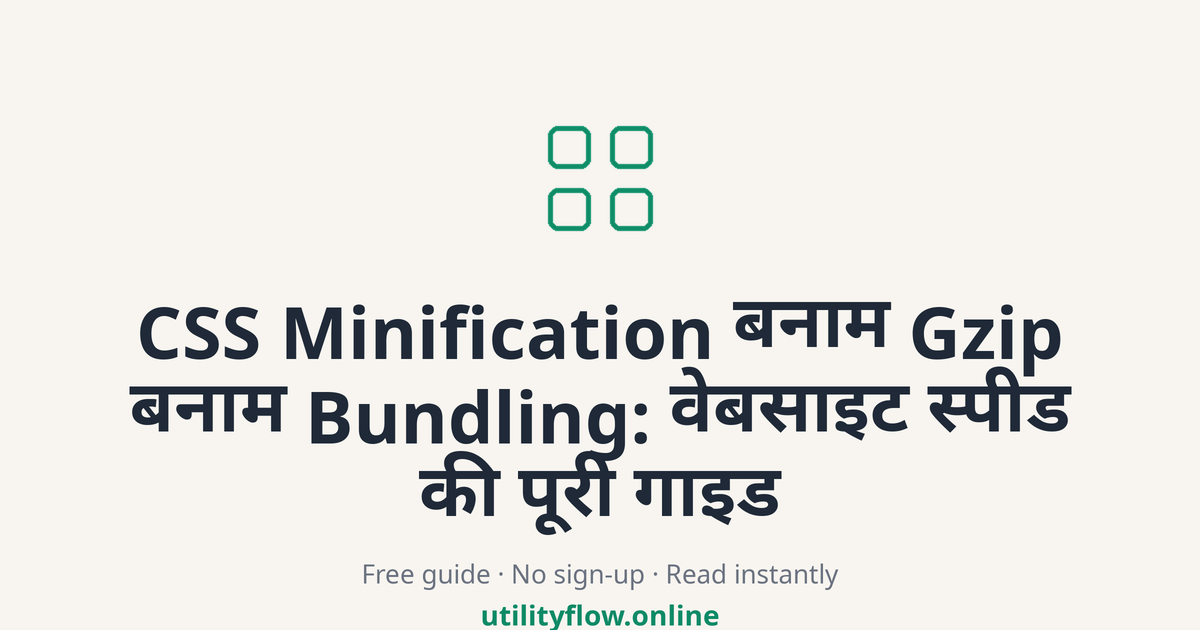 CSS Minification बनाम Gzip
बनाम Bundling: वेबसाइट स्पीड
की पूरी गाइड
Free guide · No sign-up · Read instantly
utilityflow.online